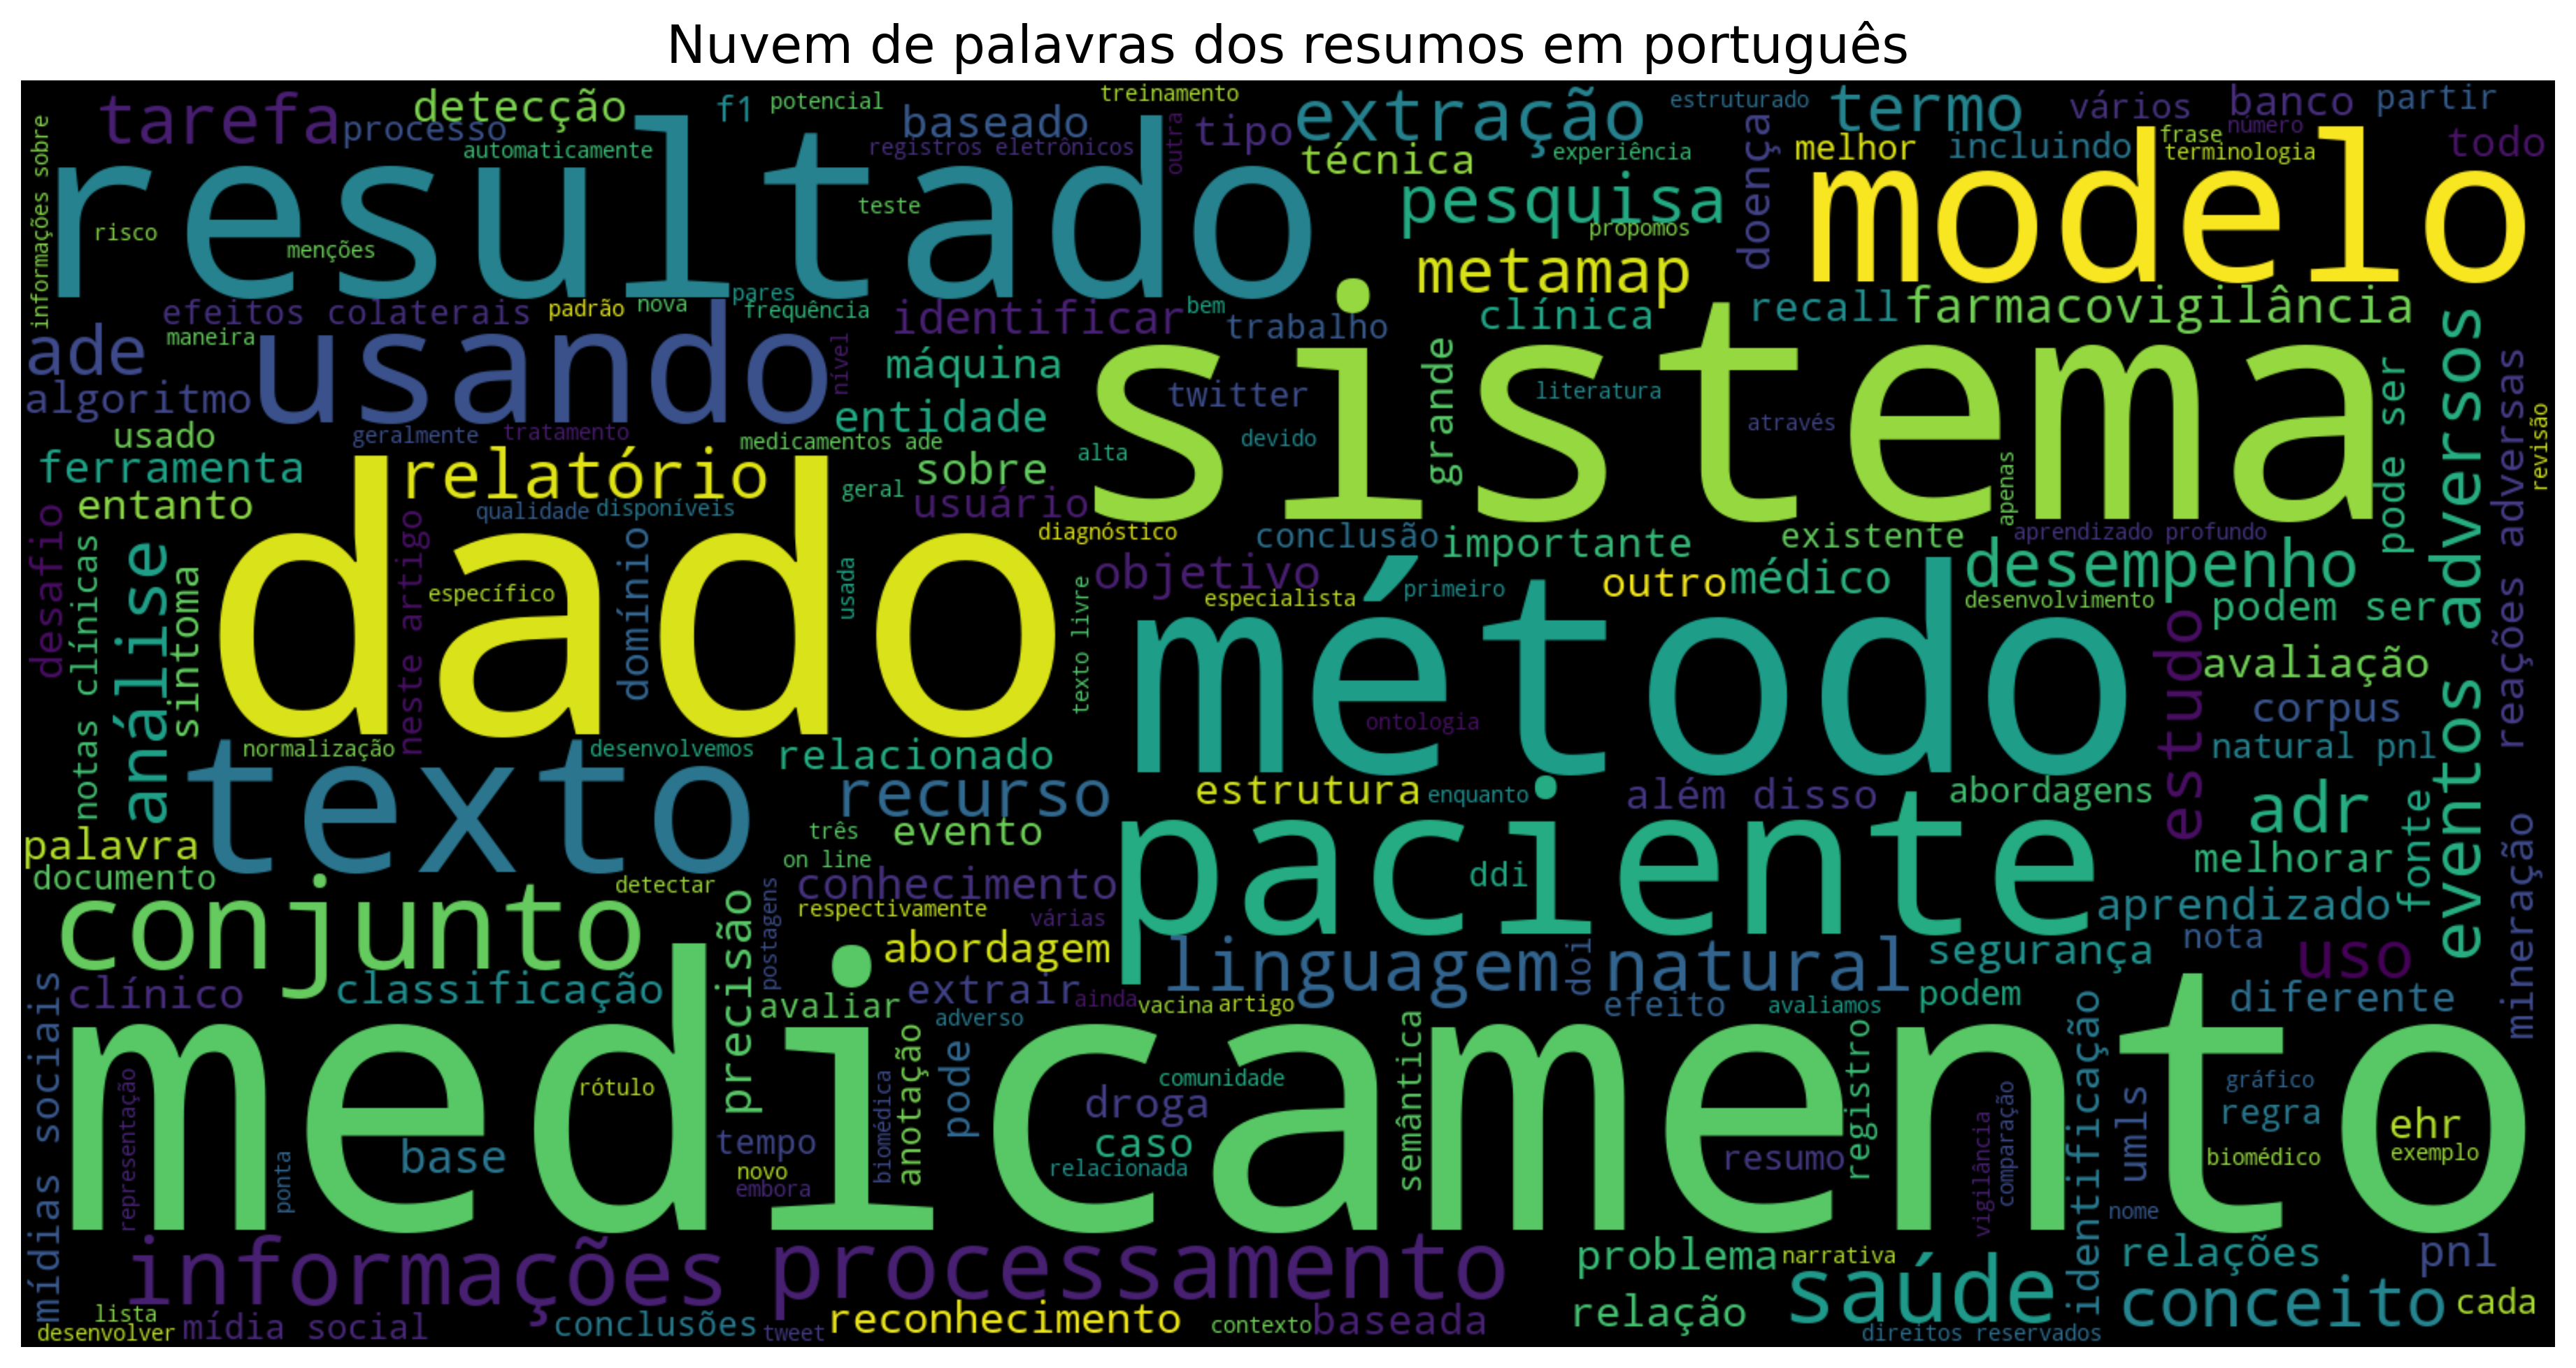 Nuvem de palavras dos resumos em português
tarefa
detecção
f1
potencial
treinamento
extração
estruturado
termo
vários
banco
partir
processo
baseado
tipo
outra
frase
número
automaticamente
registros eletrônicos
técnica
experiência
melhor
incluindo
terminologia
todo
informações sobre
resultado
modelo
doença
pesquisa
propomos
teste
risco
menções
metamap
pares
efeitos colaterais
padrão
nova
frequência
identificar
bem
trabalho
clínica
recall
farmacovigilância
ade
maneira
usando
nível
máquina
sistema
grande
twitter
literatura
através
devido
apenas
algoritmo
entidade
usado
geralmente
tratamento
medicamentos ade
alta
ferramenta
relatório
geral
sobre
usuário
entanto
qualidade
disponíveis
diagnóstico
conclusão
importante
existente
aprendizado profundo
pode ser
eventos adversos
reações adversas
revisão
desafio
notas clínicas
análise
sintoma
dado
neste artigo
específico
domínio
usada
texto livre
objetivo
especialista
primeiro
outro
médico
desempenho
desenvolvimento
podem ser
método
ontologia
estudo
avaliação
corpus
natural pnl
normalização
desenvolvemos
relacionado
texto
recurso
estrutura
enquanto
além disso
abordagens
adr
fonte
mineração
palavra
três
evento
on line
documento
detectar
conhecimento
paciente
ddi
melhorar
conjunto
respectivamente
várias
aprendizado
precisão
postagens
abordagem
linguagem natural
doi
segurança
nota
uso
mídias sociais
clínico
classificação
avaliar
extrair
ainda
vacina
artigo
efeito
avaliamos
podem
diferente
medicamento
adverso
anotação
pode
semântica
registro
identificação
comunidade
rótulo
droga
gráfico
regra
representação
ponta
base
tempo
novo
embora
biomédica
caso
relacionada
resumo
vigilância
comparação
umls
ehr
biomédico
exemplo
nome
informações
processamento
problema
narrativa
saúde
relações
pnl
lista
desenvolver
mídia social
conclusões
tweet
reconhecimento
contexto
baseada
relação
direitos reservados
conceito
cada